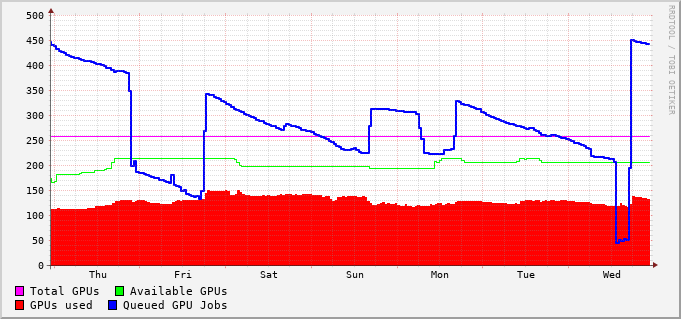 500
450
400
350
300
250
200
150
100
50
0
Thu Fri Sat Sun Mon Tue Wed
Total GPUs Available GPUs
GPUs used Queued GPU Jobs
RRDTOOL / TOBI OETIKER